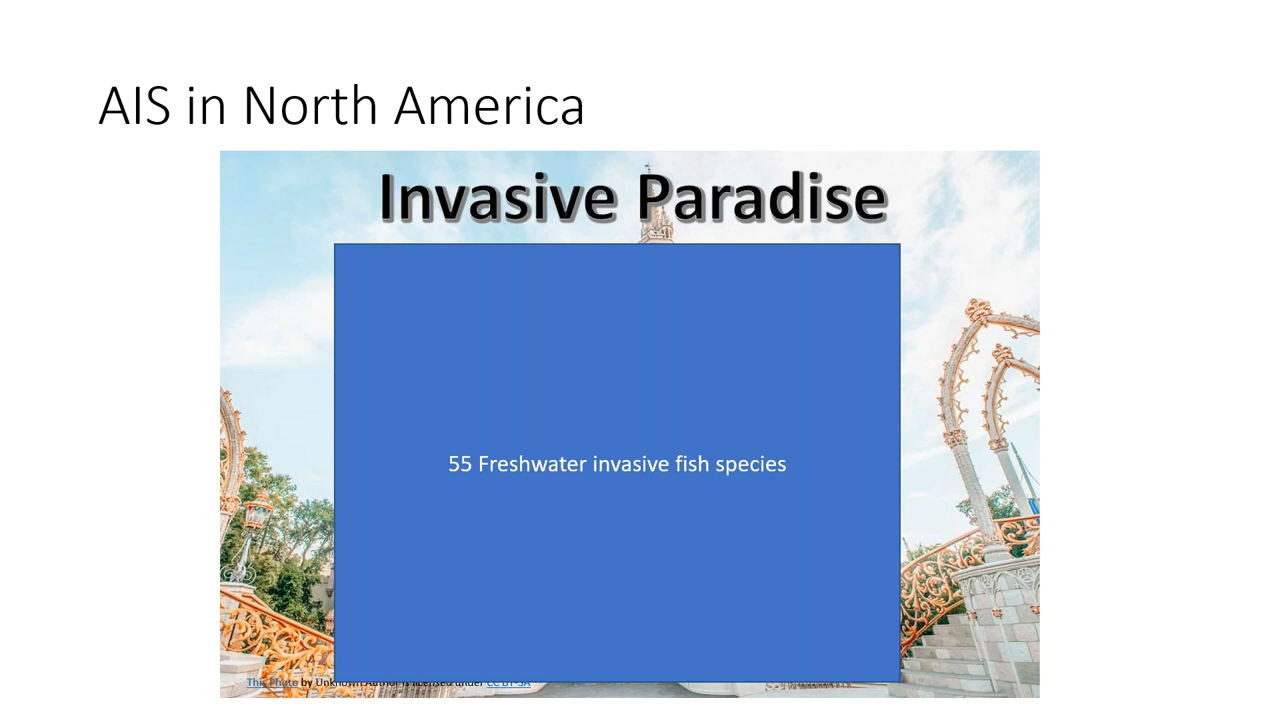 AIS in North America
Invasive Paradise
55 Freshwater invasive fish species
This Photo by Unknown Author is licensed under CC BY-SA